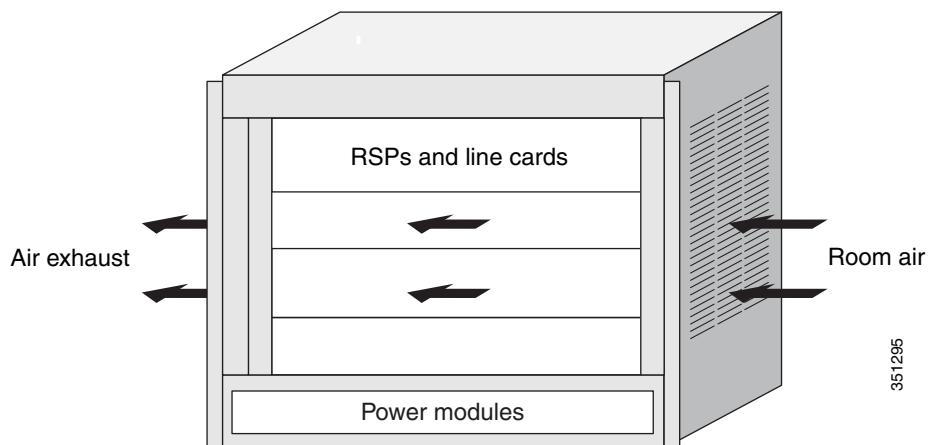 RSPs and line cards
Air exhaust
Room air
351295
Power modules